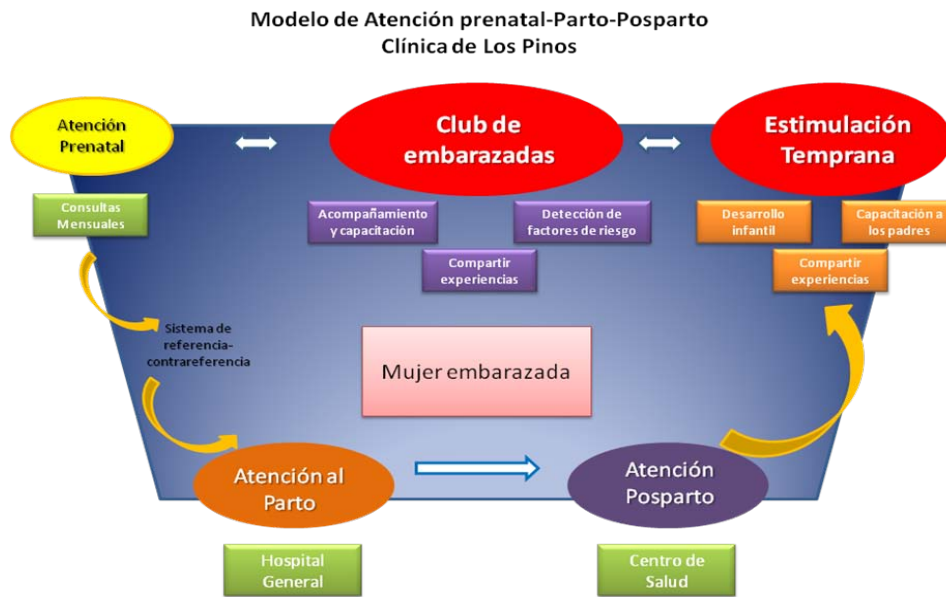 Modelo de Atención prenatal-Parto-Posparto
Clínica de Los Pinos
Atención
Prenatal
Club de
embarazadas
Estimulación
Temprana
Consultas
Mensuales
Acompañamiento
y capacitación
Detección de
factores de riesgo
Compartir
experiencias
Desarrollo
infantil
Capacitación a
los padres
Compartir
experiencias
Sistema de
referencia-
contrareferencia
Mujer embarazada
Atención al
Parto
Atención
Posparto
Hospital
General
Centro de
Salud